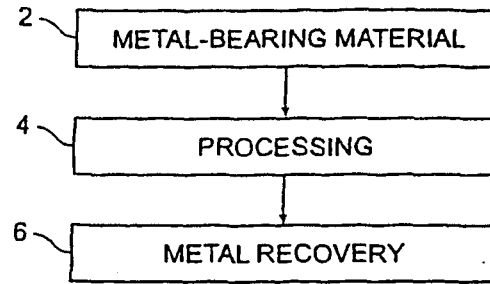 2 METAL-BEARING MATERIAL
4 PROCESSING
6 METAL RECOVERY